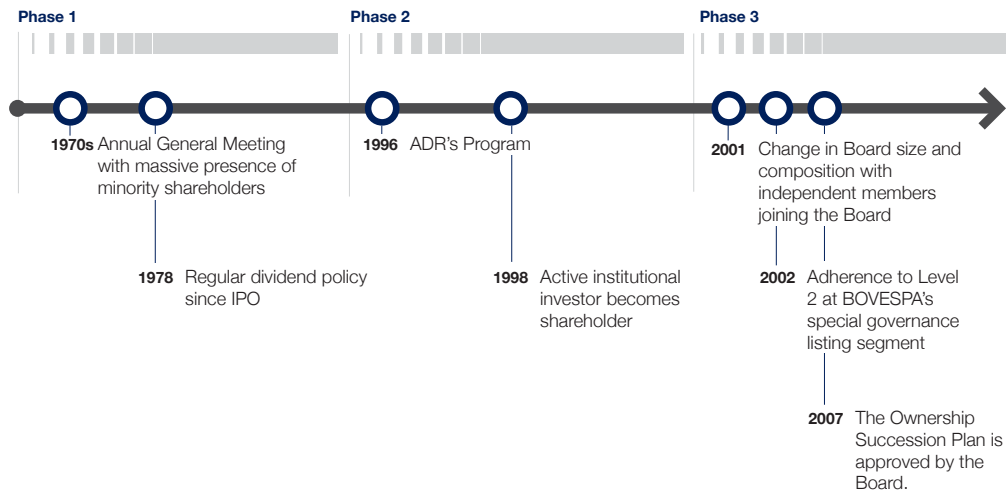 Phase 1
Phase 2
Phase 3
1970s Annual General Meeting
with massive presence of
minority shareholders
1978 Regular dividend policy
since IPO
1996 ADR's Program
1998 Active institutional
investor becomes
shareholder
2001 Change in Board size and
composition with
independent members
joining the Board
2002 Adherence to Level
2 at BOVESPA's
special governance
listing segment
2007 The Ownership
Succession Plan is
approved by the
Board.